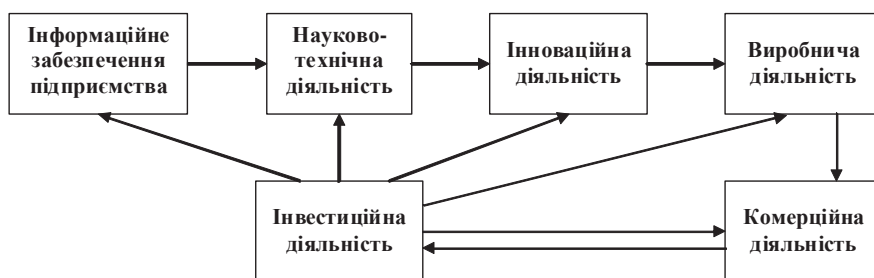 Інформаційне
забезпечення
підприємства
Науково-
технічна
діяльність
Інноваційна
діяльність
Виробнича
діяльність
Інвестиційна
діяльність
Комерційна
діяльність